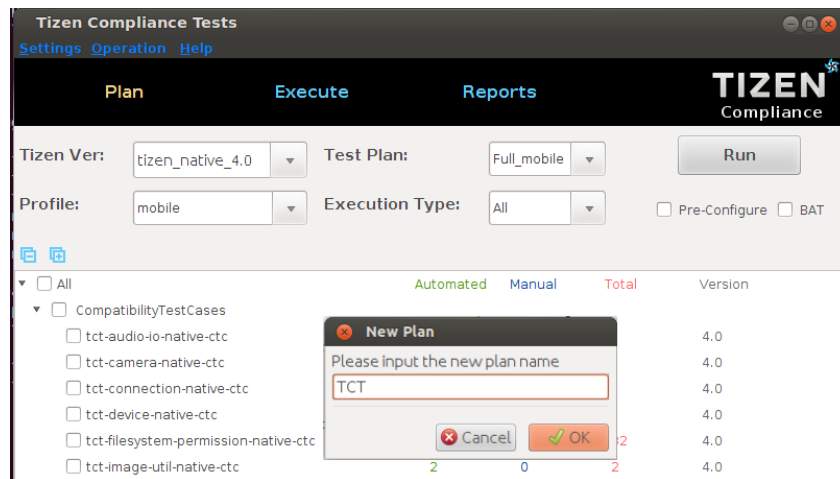 Tizen Compliance Tests
Settings Operation Help
Plan Execute Reports
TIZEN
Compliance
Tizen Ver: tizen_native_4.0 Test Plan: Full_mobile Run
Profile: mobile Execution Type: All Pre-Configure BAT
All Automated Manual Total Version
CompatibilityTestCases
New Plan
tct-audio-io-native-ctc 4.0
Please input the new plan name
tct-camera-native-ctc 4.0
TCT
tct-connection-native-ctc 4.0
tct-device-native-ctc 4.0
Cancel OK
tct-filesystem-permission-native-ctc 4.0
tct-image-util-native-ctc 2 0 2 4.0